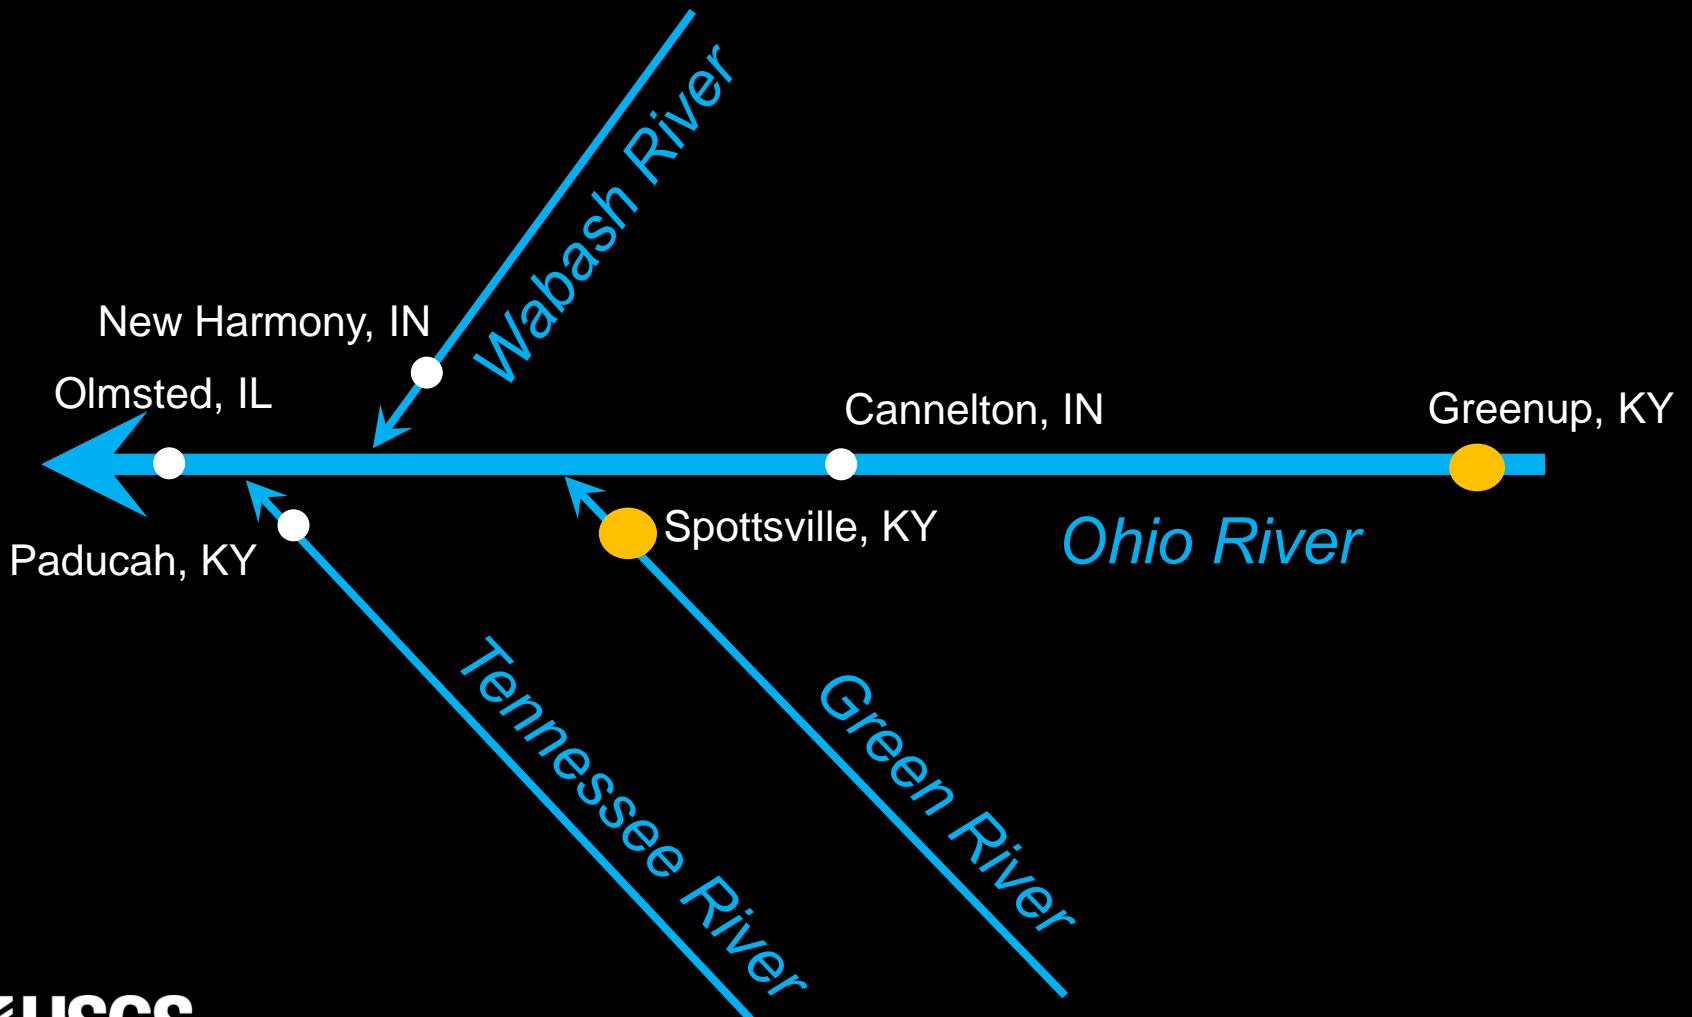 Wabash River
New Harmony, IN
Olmsted, IL
Cannelton, IN
Greenup, KY
Paducah, KY
Spottsville, KY
Ohio River
Tennessee River
Green River
USGS